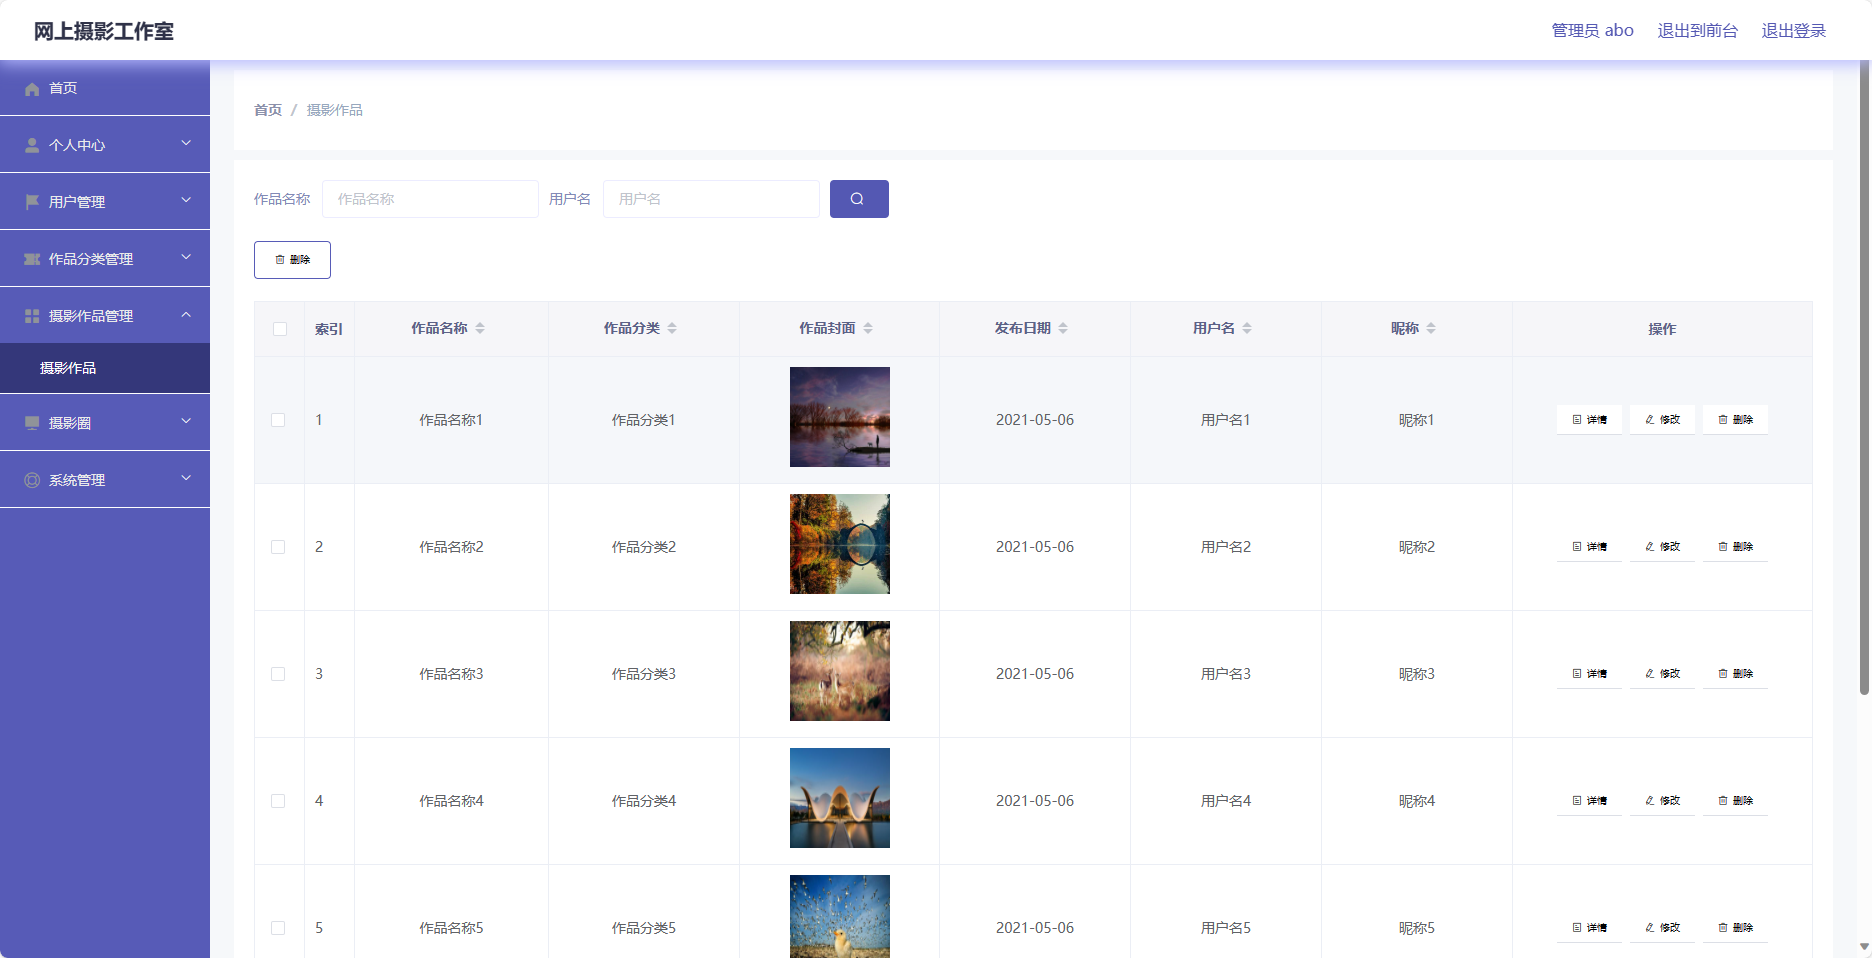 网上摄影工作室
管理员 abo 退出到前台 退出登录
首页
个人中心
用户管理
作品分类管理
摄影作品管理
摄影作品
摄影圈
系统管理
首页 / 摄影作品
作品名称 作品名称 用户名 用户名
删除
索引 作品名称 作品分类 作品封面 发布日期 用户名 昵称 操作
1 作品名称1 作品分类1 2021-05-06 用户名1 昵称1 详情 修改 删除
2 作品名称2 作品分类2 2021-05-06 用户名2 昵称2 详情 修改 删除
3 作品名称3 作品分类3 2021-05-06 用户名3 昵称3 详情 修改 删除
4 作品名称4 作品分类4 2021-05-06 用户名4 昵称4 详情 修改 删除
5 作品名称5 作品分类5 2021-05-06 用户名5 昵称5 详情 修改 删除